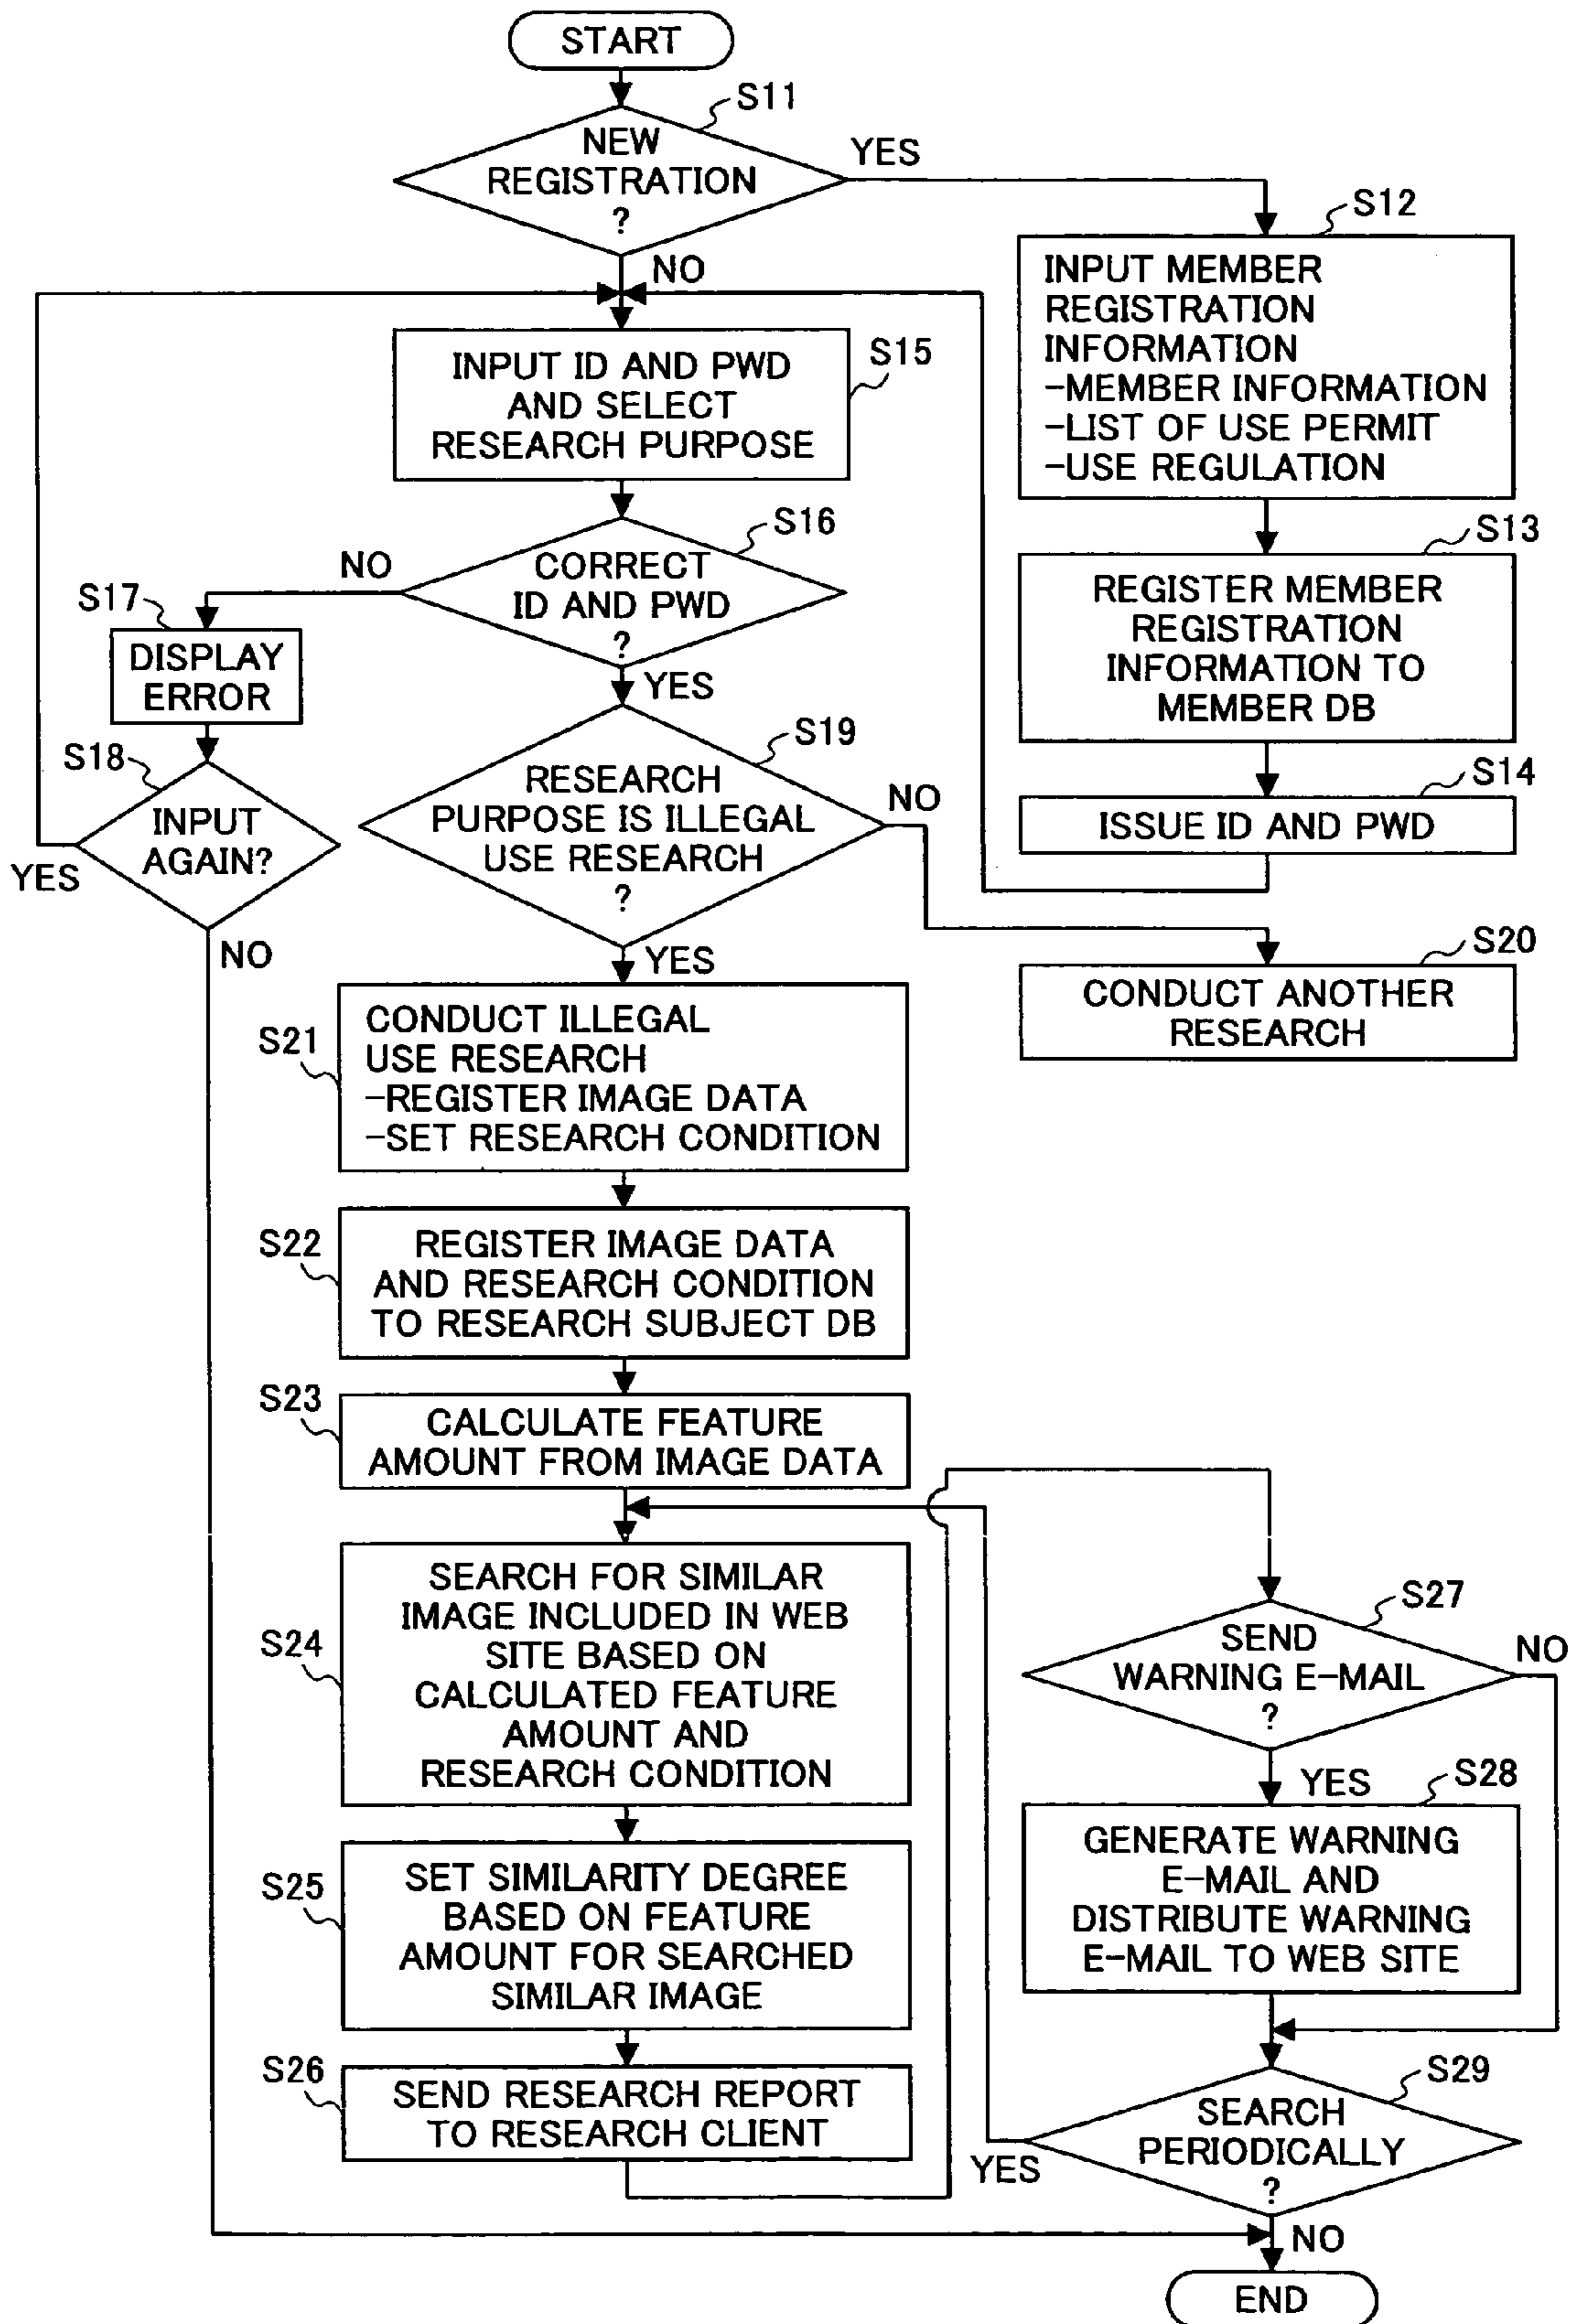 START
S11
NEW
REGISTRATION
?
YES
NO
S12
INPUT MEMBER
REGISTRATION
INFORMATION
-MEMBER INFORMATION
-LIST OF USE PERMIT
-USE REGULATION
S13
REGISTER MEMBER
REGISTRATION
INFORMATION TO
MEMBER DB
S14
ISSUE ID AND PWD
S15
INPUT ID AND PWD
AND SELECT
RESEARCH PURPOSE
S16
CORRECT
ID AND PWD
?
NO
YES
S17
DISPLAY
ERROR
S18
INPUT
AGAIN?
YES
NO
S19
RESEARCH
PURPOSE IS ILLEGAL
USE RESEARCH
?
NO
YES
S20
CONDUCT ANOTHER
RESEARCH
S21
CONDUCT ILLEGAL
USE RESEARCH
-REGISTER IMAGE DATA
-SET RESEARCH CONDITION
S22
REGISTER IMAGE DATA
AND RESEARCH CONDITION
TO RESEARCH SUBJECT DB
S23
CALCULATE FEATURE
AMOUNT FROM IMAGE DATA
S24
SEARCH FOR SIMILAR
IMAGE INCLUDED IN WEB
SITE BASED ON
CALCULATED FEATURE
AMOUNT AND
RESEARCH CONDITION
S25
SET SIMILARITY DEGREE
BASED ON FEATURE
AMOUNT FOR SEARCHED
SIMILAR IMAGE
S26
SEND RESEARCH REPORT
TO RESEARCH CLIENT
S27
SEND
WARNING E-MAIL
?
NO
YES
S28
GENERATE WARNING
E-MAIL AND
DISTRIBUTE WARNING
E-MAIL TO WEB SITE
S29
SEARCH
PERIODICALLY
?
YES
NO
END